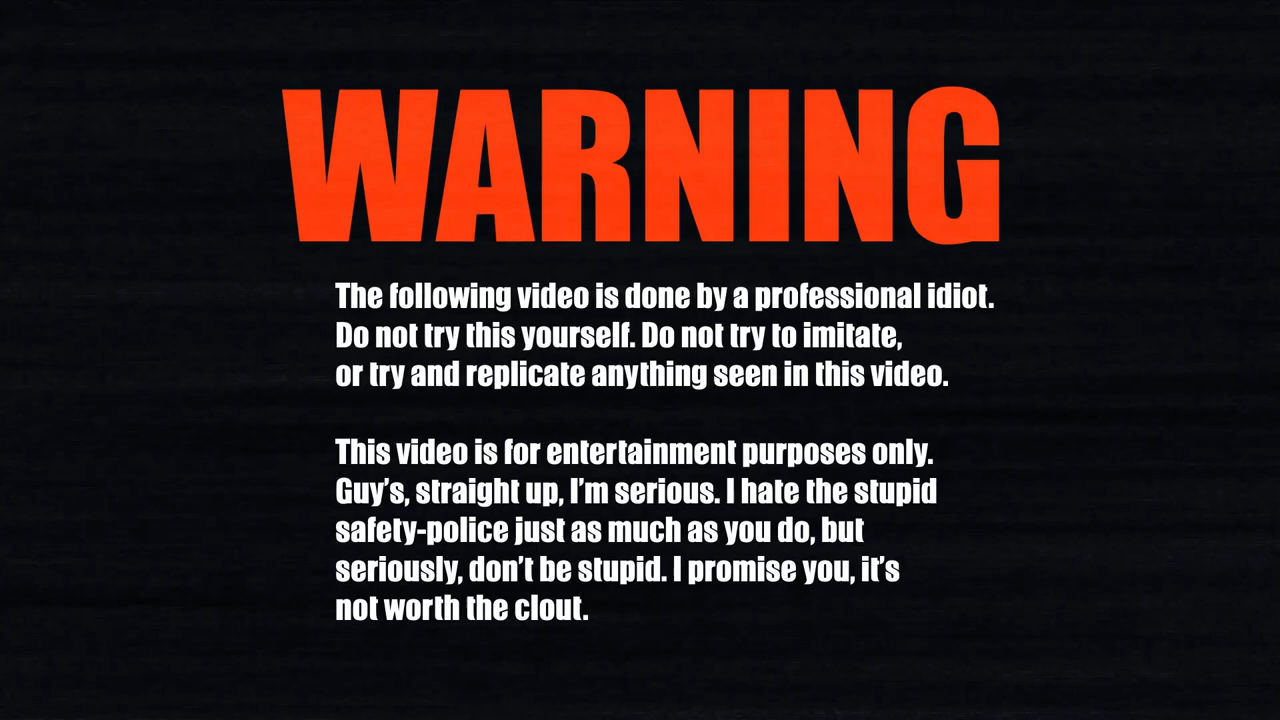 WARNING
The following video is done by a professional idiot.
Do not try this yourself. Do not try to imitate,
or try and replicate anything seen in this video.
This video is for entertainment purposes only.
Guy's, straight up, I'm serious. I hate the stupid
safety-police just as much as you do, but
seriously, don't be stupid. I promise you, it's
not worth the clout.